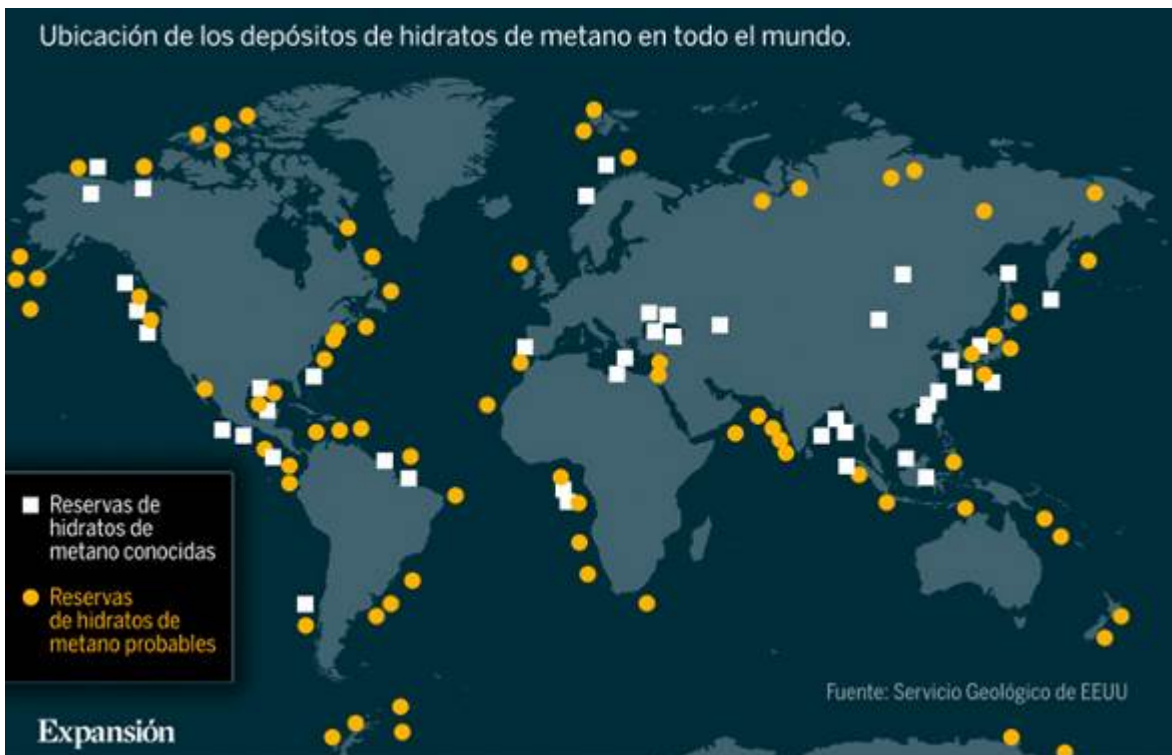 Ubicación de los depósitos de hidratos de metano en todo el mundo.
Reservas de
hidratos de
metano conocidas
Reservas
de hidratos de
metano probables
Fuente: Servicio Geológico de EEUU
Expansión